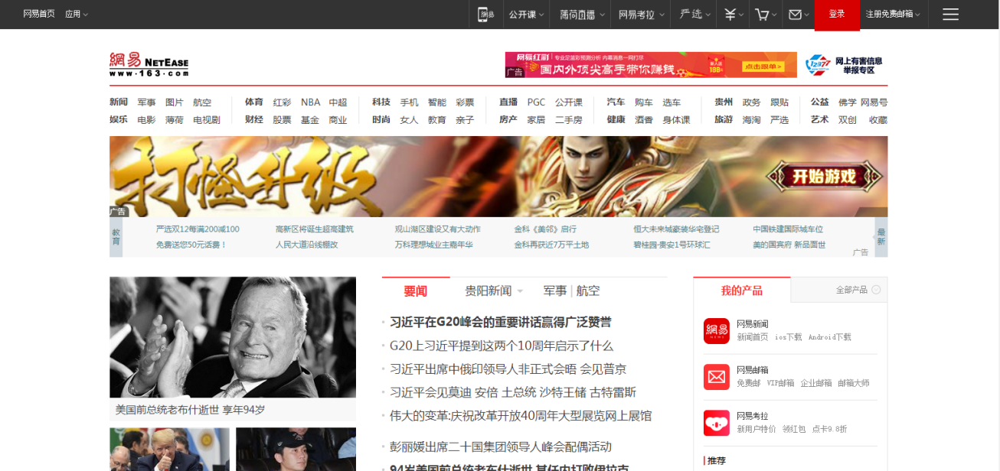 网易首页 应用
网易 公开课 薄荷直播 网易考拉 严选 登录 注册免费邮箱
網易 NETEASE
www.163.com
网易红彩 专业足篮彩预测分析 内幕消息一网打尽
国内外顶尖高手带你赚钱
新人送 188元
点击跟单>
广告
12377 网上有害信息
举报专区
新闻 军事 图片 航空 体育 红彩 NBA 中超 科技 手机 智能 彩票 直播 PGC 公开课 汽车 购车 选车 贵州 政务 跟贴 公益 佛学 网易号
娱乐 电影 薄荷 电视剧 财经 股票 基金 商业 时尚 女人 教育 亲子 房产 家居 二手房 健康 酒香 身体课 旅游 海淘 严选 艺术 双创 收藏
打怪升级
开始游戏
广告
教育
严选双12每满200减100 高新区将诞生超高建筑 观山湖区建设又有大动作 金科《美邻》启行 恒大未来城豪装华宅登记 中国铁建国际城车位
免费送您50元话费！ 人民大道沿线棚改 万科理想城业主嘉年华 金科再获近7万平土地 碧桂园·贵安1号环球汇 美的国宾府 新品面世
最新
广告
美国前总统老布什逝世 享年94岁
要闻 贵阳新闻 军事 航空
习近平在G20峰会的重要讲话赢得广泛赞誉
G20上习近平提到这两个10周年启示了什么
习近平出席中俄印领导人非正式会晤 会见普京
习近平会见莫迪 安倍 土总统 沙特王储 古特雷斯
伟大的变革:庆祝改革开放40周年大型展览网上展馆
彭丽媛出席二十国集团领导人峰会配偶活动
94岁美国前总统老布什逝世 其任内打败伊拉克
我的产品 全部产品
網易 NEWS
网易新闻
新闻首页 ios下载 Android下载
网易邮箱
免费邮 VIP邮箱 企业邮箱 邮箱大师
网易考拉
新用户特价 领红包 点卡9.8折
推荐